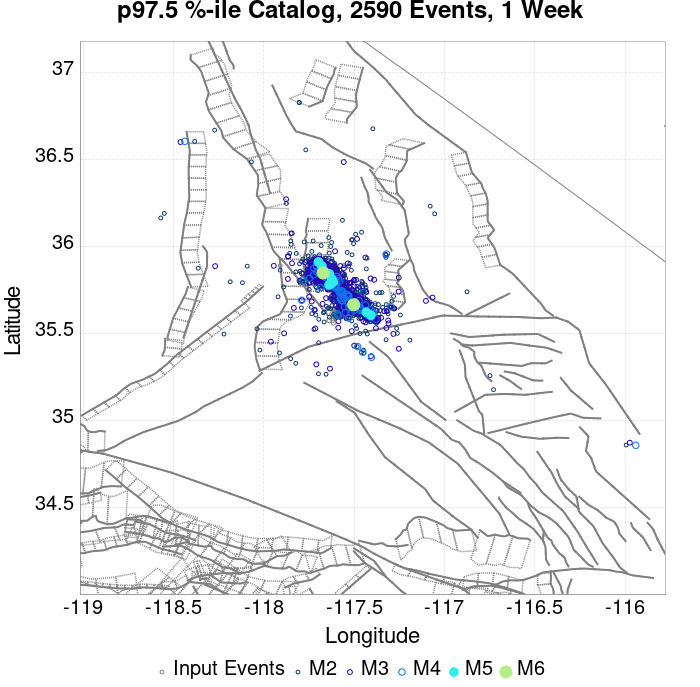 p97.5 %-ile Catalog, 2590 Events, 1 Week
37
36.5
36
35.5
35
34.5
Latitude
-119 -118.5 -118 -117.5 -117 -116.5 -116
Longitude
Input Events M2 M3 M4 M5 M6